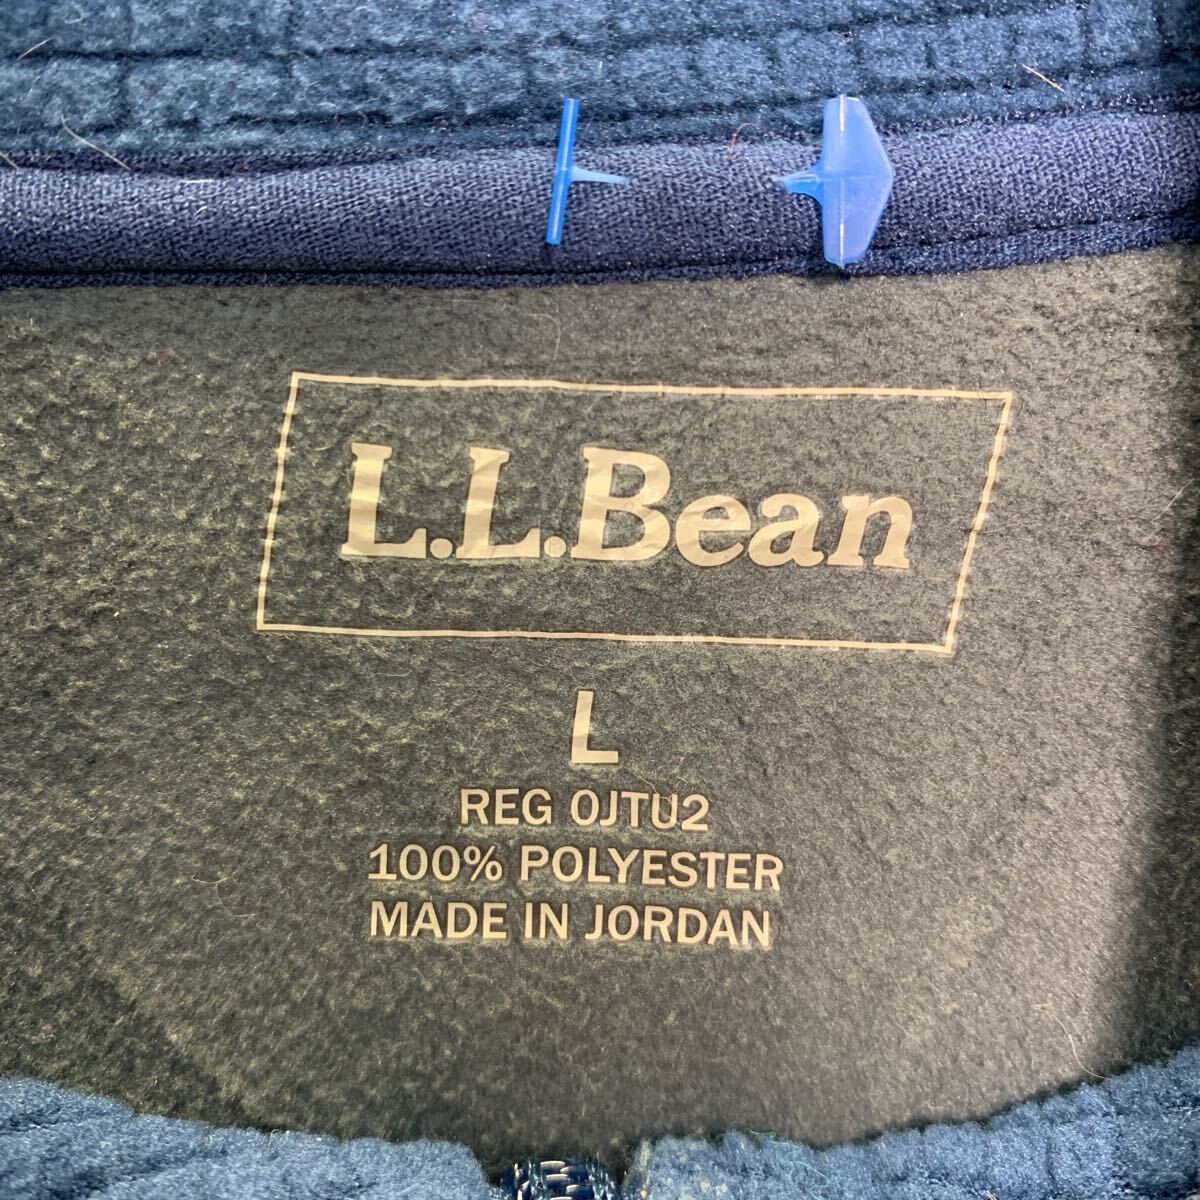 L.L.Bean
L
REG 0JTU2
100% POLYESTER
MADE IN JORDAN